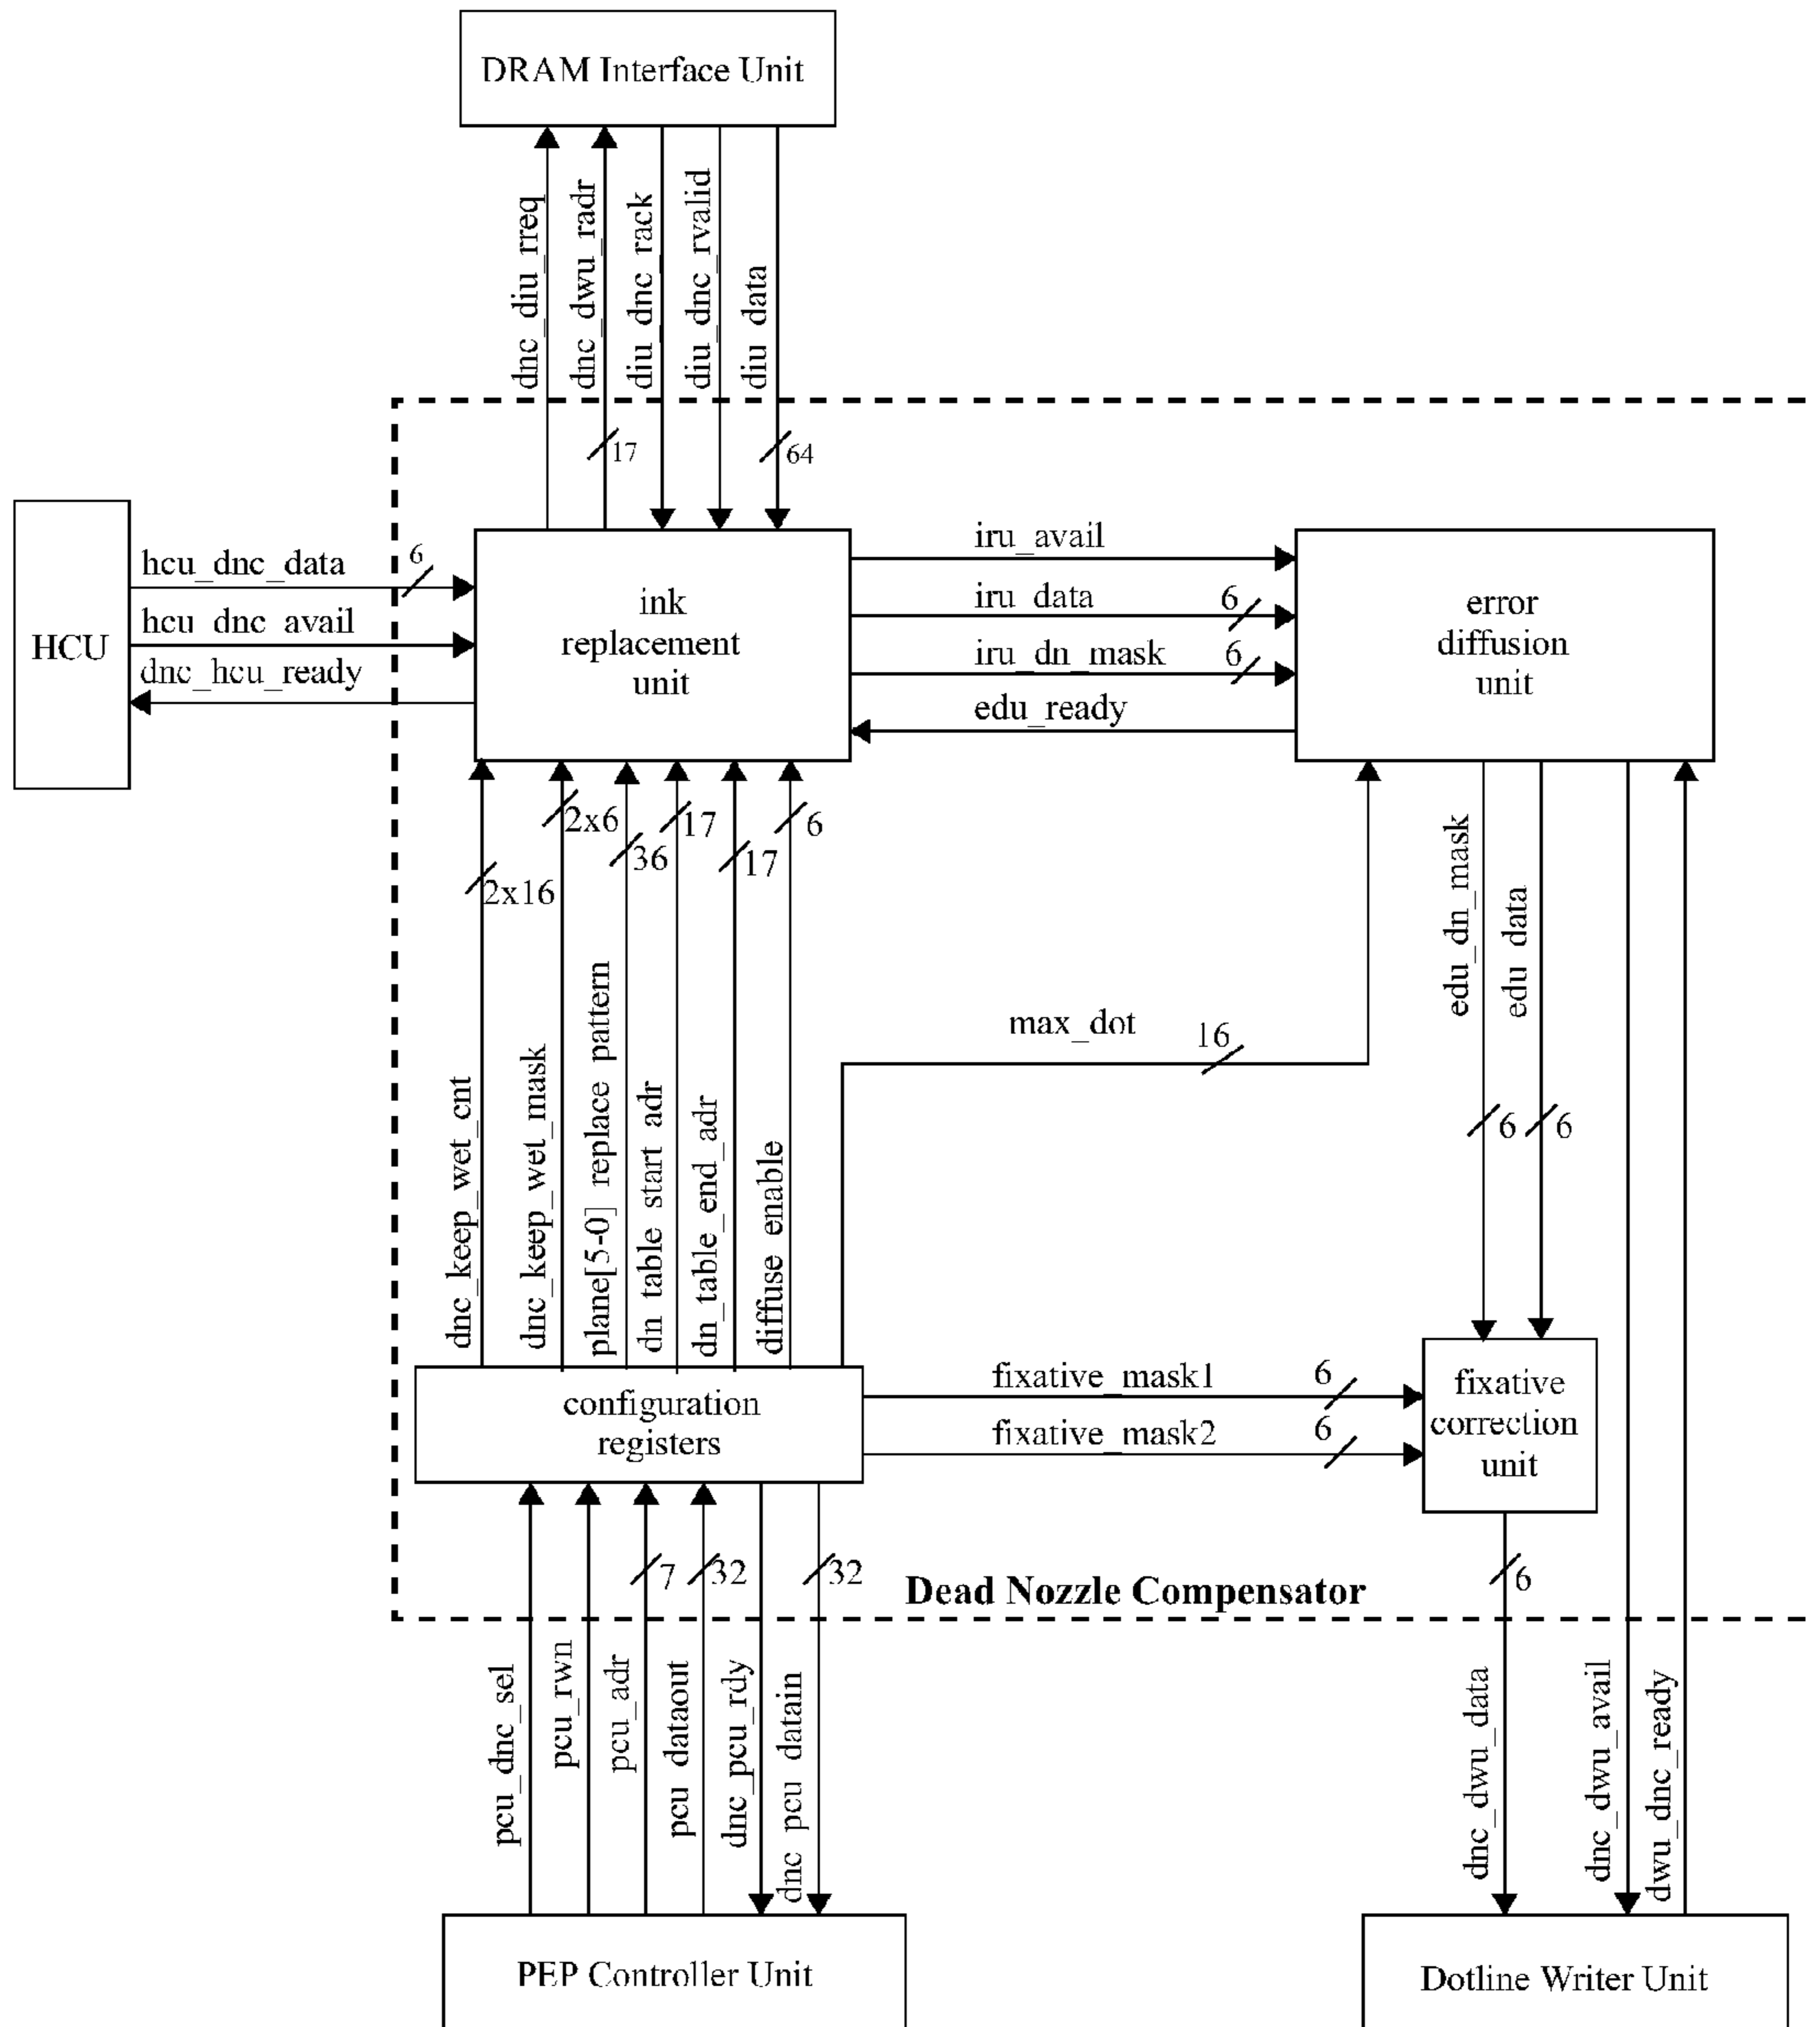 DRAM Interface Unit
dnc_diu_rreq
dnc_dwu_radr
diu_dnc_rack
diu_dnc_rvalid
diu_data
17
64
HCU
hcu_dnc_data
6
hcu_dnc_avail
dnc_hcu_ready
ink
replacement
unit
iru_avail
iru_data
6
iru_dn_mask
6
edu_ready
error
diffusion
unit
2x16
2x6
36
17
17
6
dnc_keep_wet_cnt
dnc_keep_wet_mask
plane[5-0]_replace_pattern
dn_table_start_adr
dn_table_end_adr
diffuse_enable
max_dot
16
edu_dn_mask
edu_data
6
6
configuration
registers
fixative_mask1
6
fixative_mask2
6
fixative
correction
unit
7
32
32
Dead Nozzle Compensator
6
pcu_dnc_sel
pcu_rwn
pcu_adr
pcu_dataout
dnc_pcu_rdy
dnc_pcu_datain
dnc_dwu_data
dnc_dwu_avail
dwu_dnc_ready
PEP Controller Unit
Dotline Writer Unit